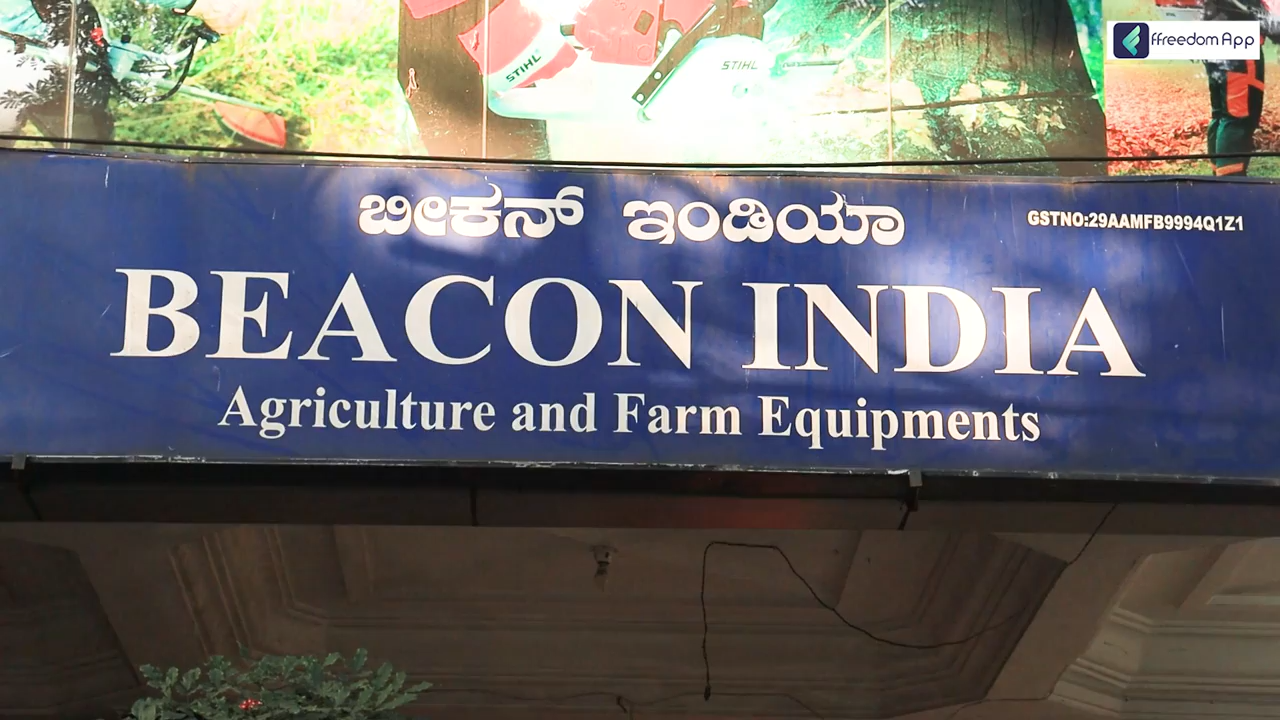 STIHL STIHL
ffreedom App
ಬೀಕನ್ ಇಂಡಿಯಾ
GSTNO:29AAMFB9994Q1Z1
BEACON INDIA
Agriculture and Farm Equipments